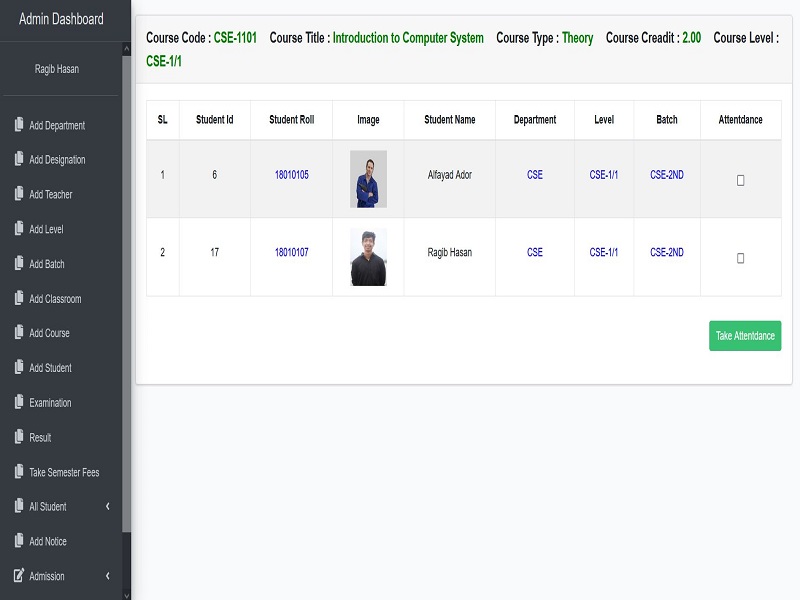 Admin Dashboard
Ragib Hasan
Add Department
Add Designation
Add Teacher
Add Level
Add Batch
Add Classroom
Add Course
Add Student
Examination
Result
Take Semester Fees
All Student
Add Notice
Admission
Course Code : CSE-1101 Course Title : Introduction to Computer System Course Type : Theory Course Creadit : 2.00 Course Level :
CSE-1/1
SL Student Id Student Roll Image Student Name Department Level Batch Attentdance
1 6 18010105 Alfayad Ador CSE CSE-1/1 CSE-2ND
2 17 18010107 Ragib Hasan CSE CSE-1/1 CSE-2ND
Take Attentdance